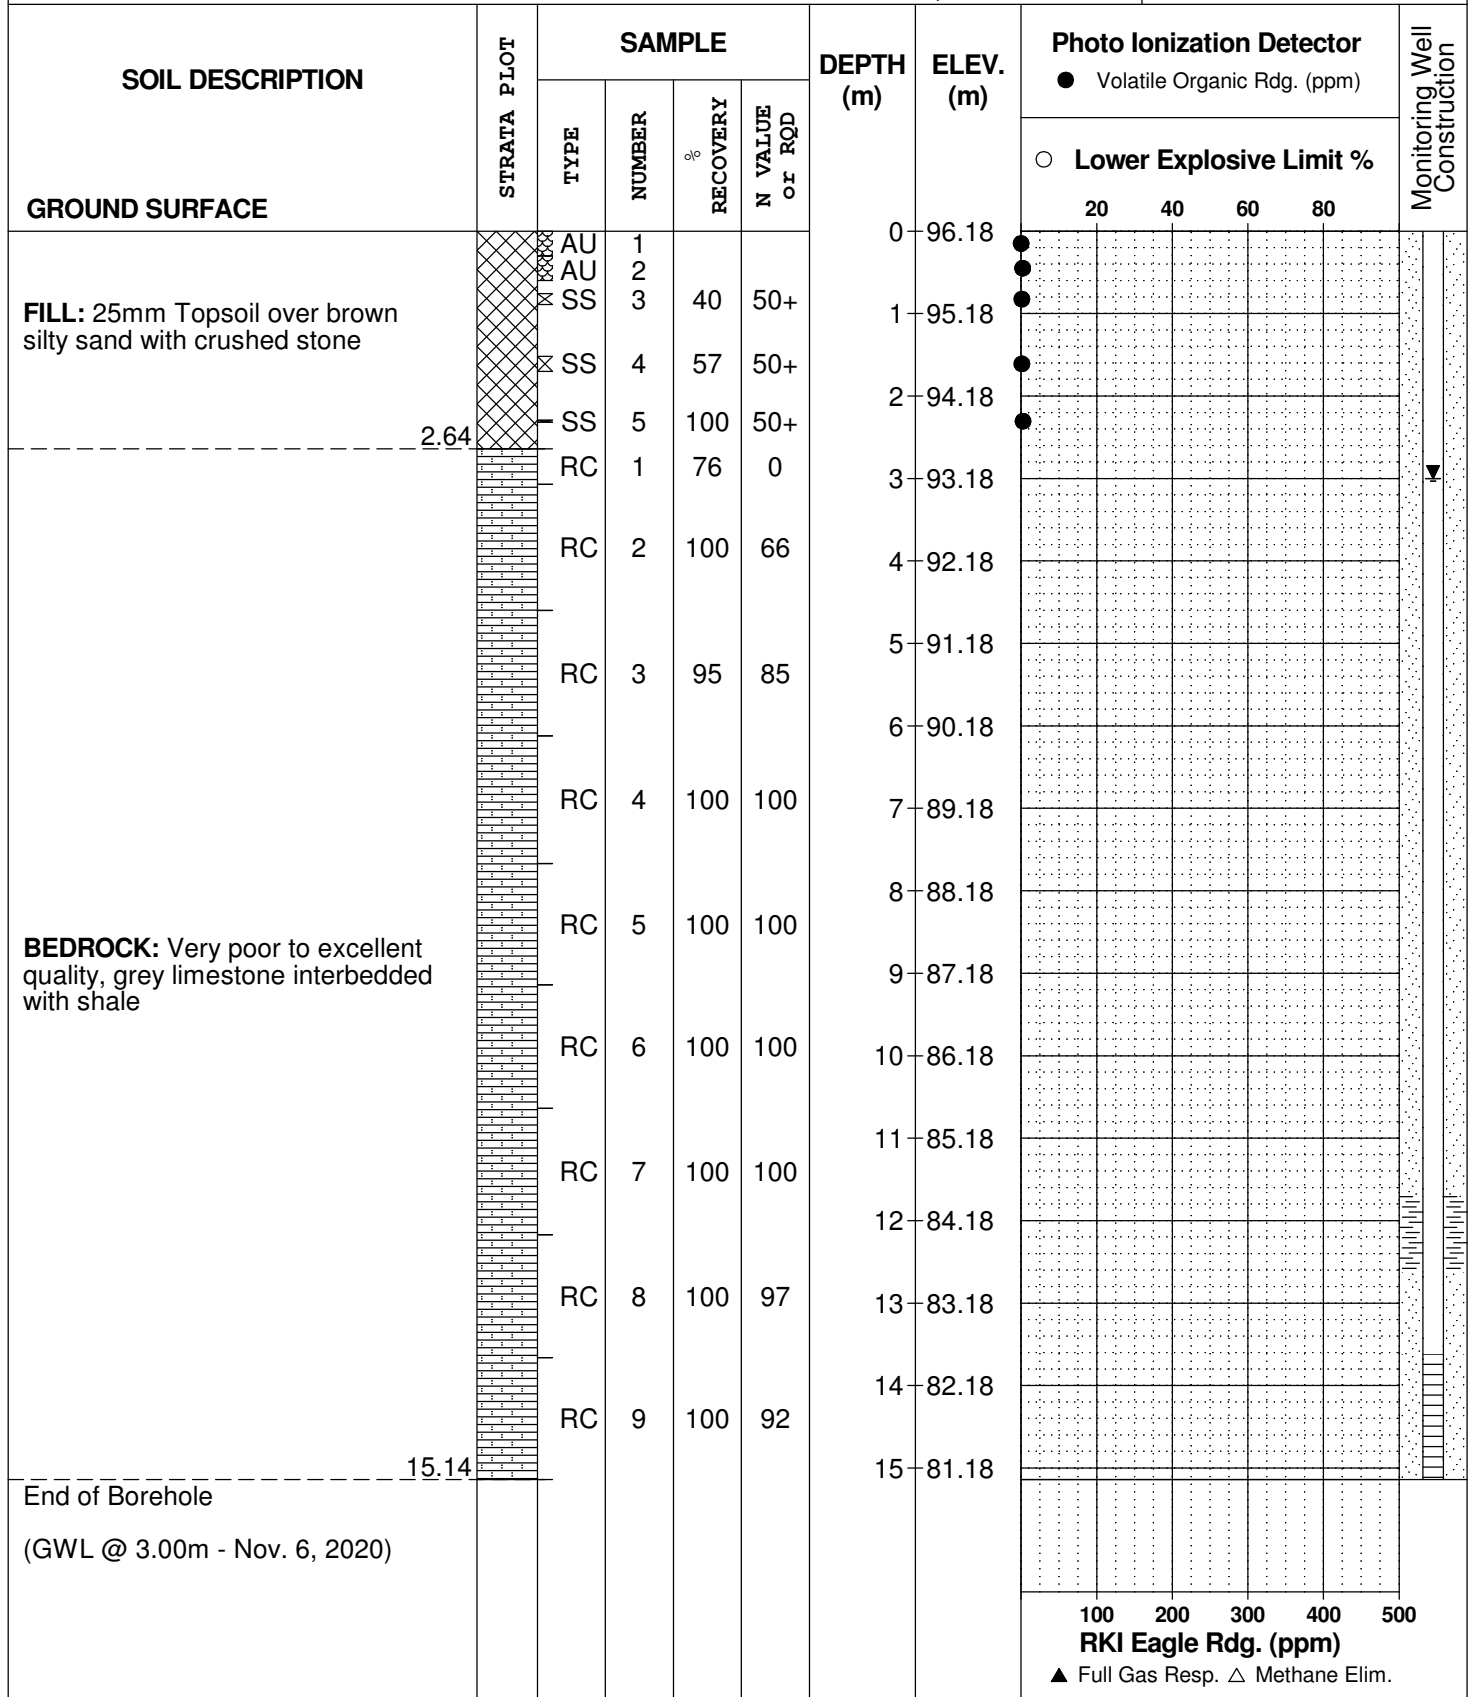 SOIL DESCRIPTION
GROUND SURFACE
STRATA PLOT
SAMPLE
TYPE
NUMBER
%
RECOVERY
N VALUE
or RQD
DEPTH
(m)
ELEV.
(m)
Photo Ionization Detector
● Volatile Organic Rdg. (ppm)
○ Lower Explosive Limit %
20 40 60 80
Monitoring Well
Construction
0 96.18
AU 1
AU 2
SS 3 40 50+
FILL: 25mm Topsoil over brown
silty sand with crushed stone
1 95.18
SS 4 57 50+
2 94.18
SS 5 100 50+
2.64
RC 1 76 0
3 93.18
RC 2 100 66
4 92.18
5 91.18
RC 3 95 85
6 90.18
RC 4 100 100
7 89.18
8 88.18
RC 5 100 100
BEDROCK: Very poor to excellent
quality, grey limestone interbedded
with shale
9 87.18
RC 6 100 100
10 86.18
11 85.18
RC 7 100 100
12 84.18
RC 8 100 97
13 83.18
14 82.18
RC 9 100 92
15.14
15 81.18
End of Borehole
(GWL @ 3.00m - Nov. 6, 2020)
100 200 300 400 500
RKI Eagle Rdg. (ppm)
▲ Full Gas Resp. △ Methane Elim.